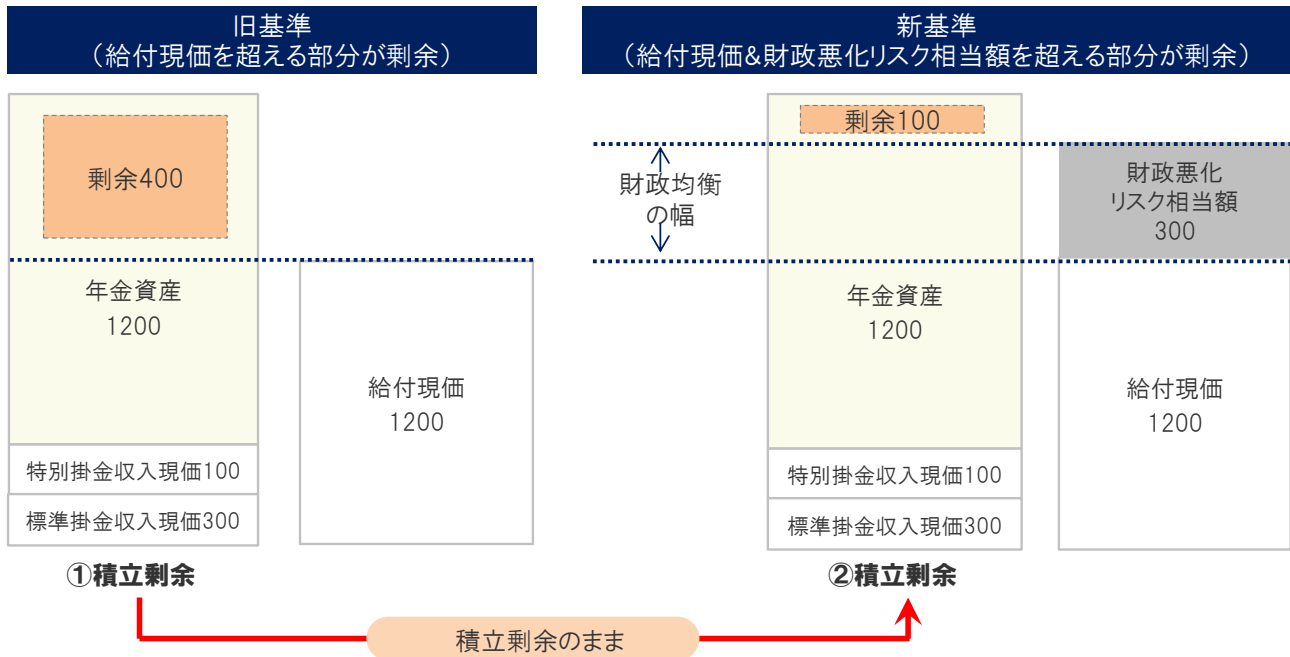 旧基準
（給付現価を超える部分が剰余）
剰余400
年金資産
1200
給付現価
1200
特別掛金収入現価100
標準掛金収入現価300
①積立剰余
新基準
（給付現価&財政悪化リスク相当額を超える部分が剰余）
剰余100
財政均衡
の幅
財政悪化
リスク相当額
300
年金資産
1200
給付現価
1200
特別掛金収入現価100
標準掛金収入現価300
②積立剰余
積立剰余のまま